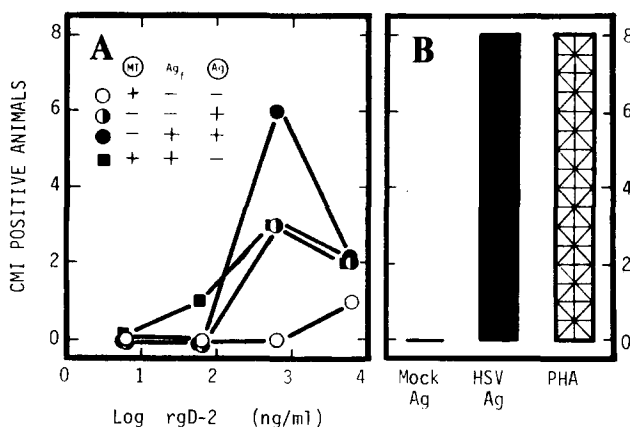 8
6
4
2
0
CMI POSITIVE ANIMALS
A
MT Agf Ag
+ − −
− − +
− + +
+ + −
0 1 2 3 4
Log rgD-2 (ng/ml)
B
8
6
4
2
0
Mock Ag
HSV Ag
PHA